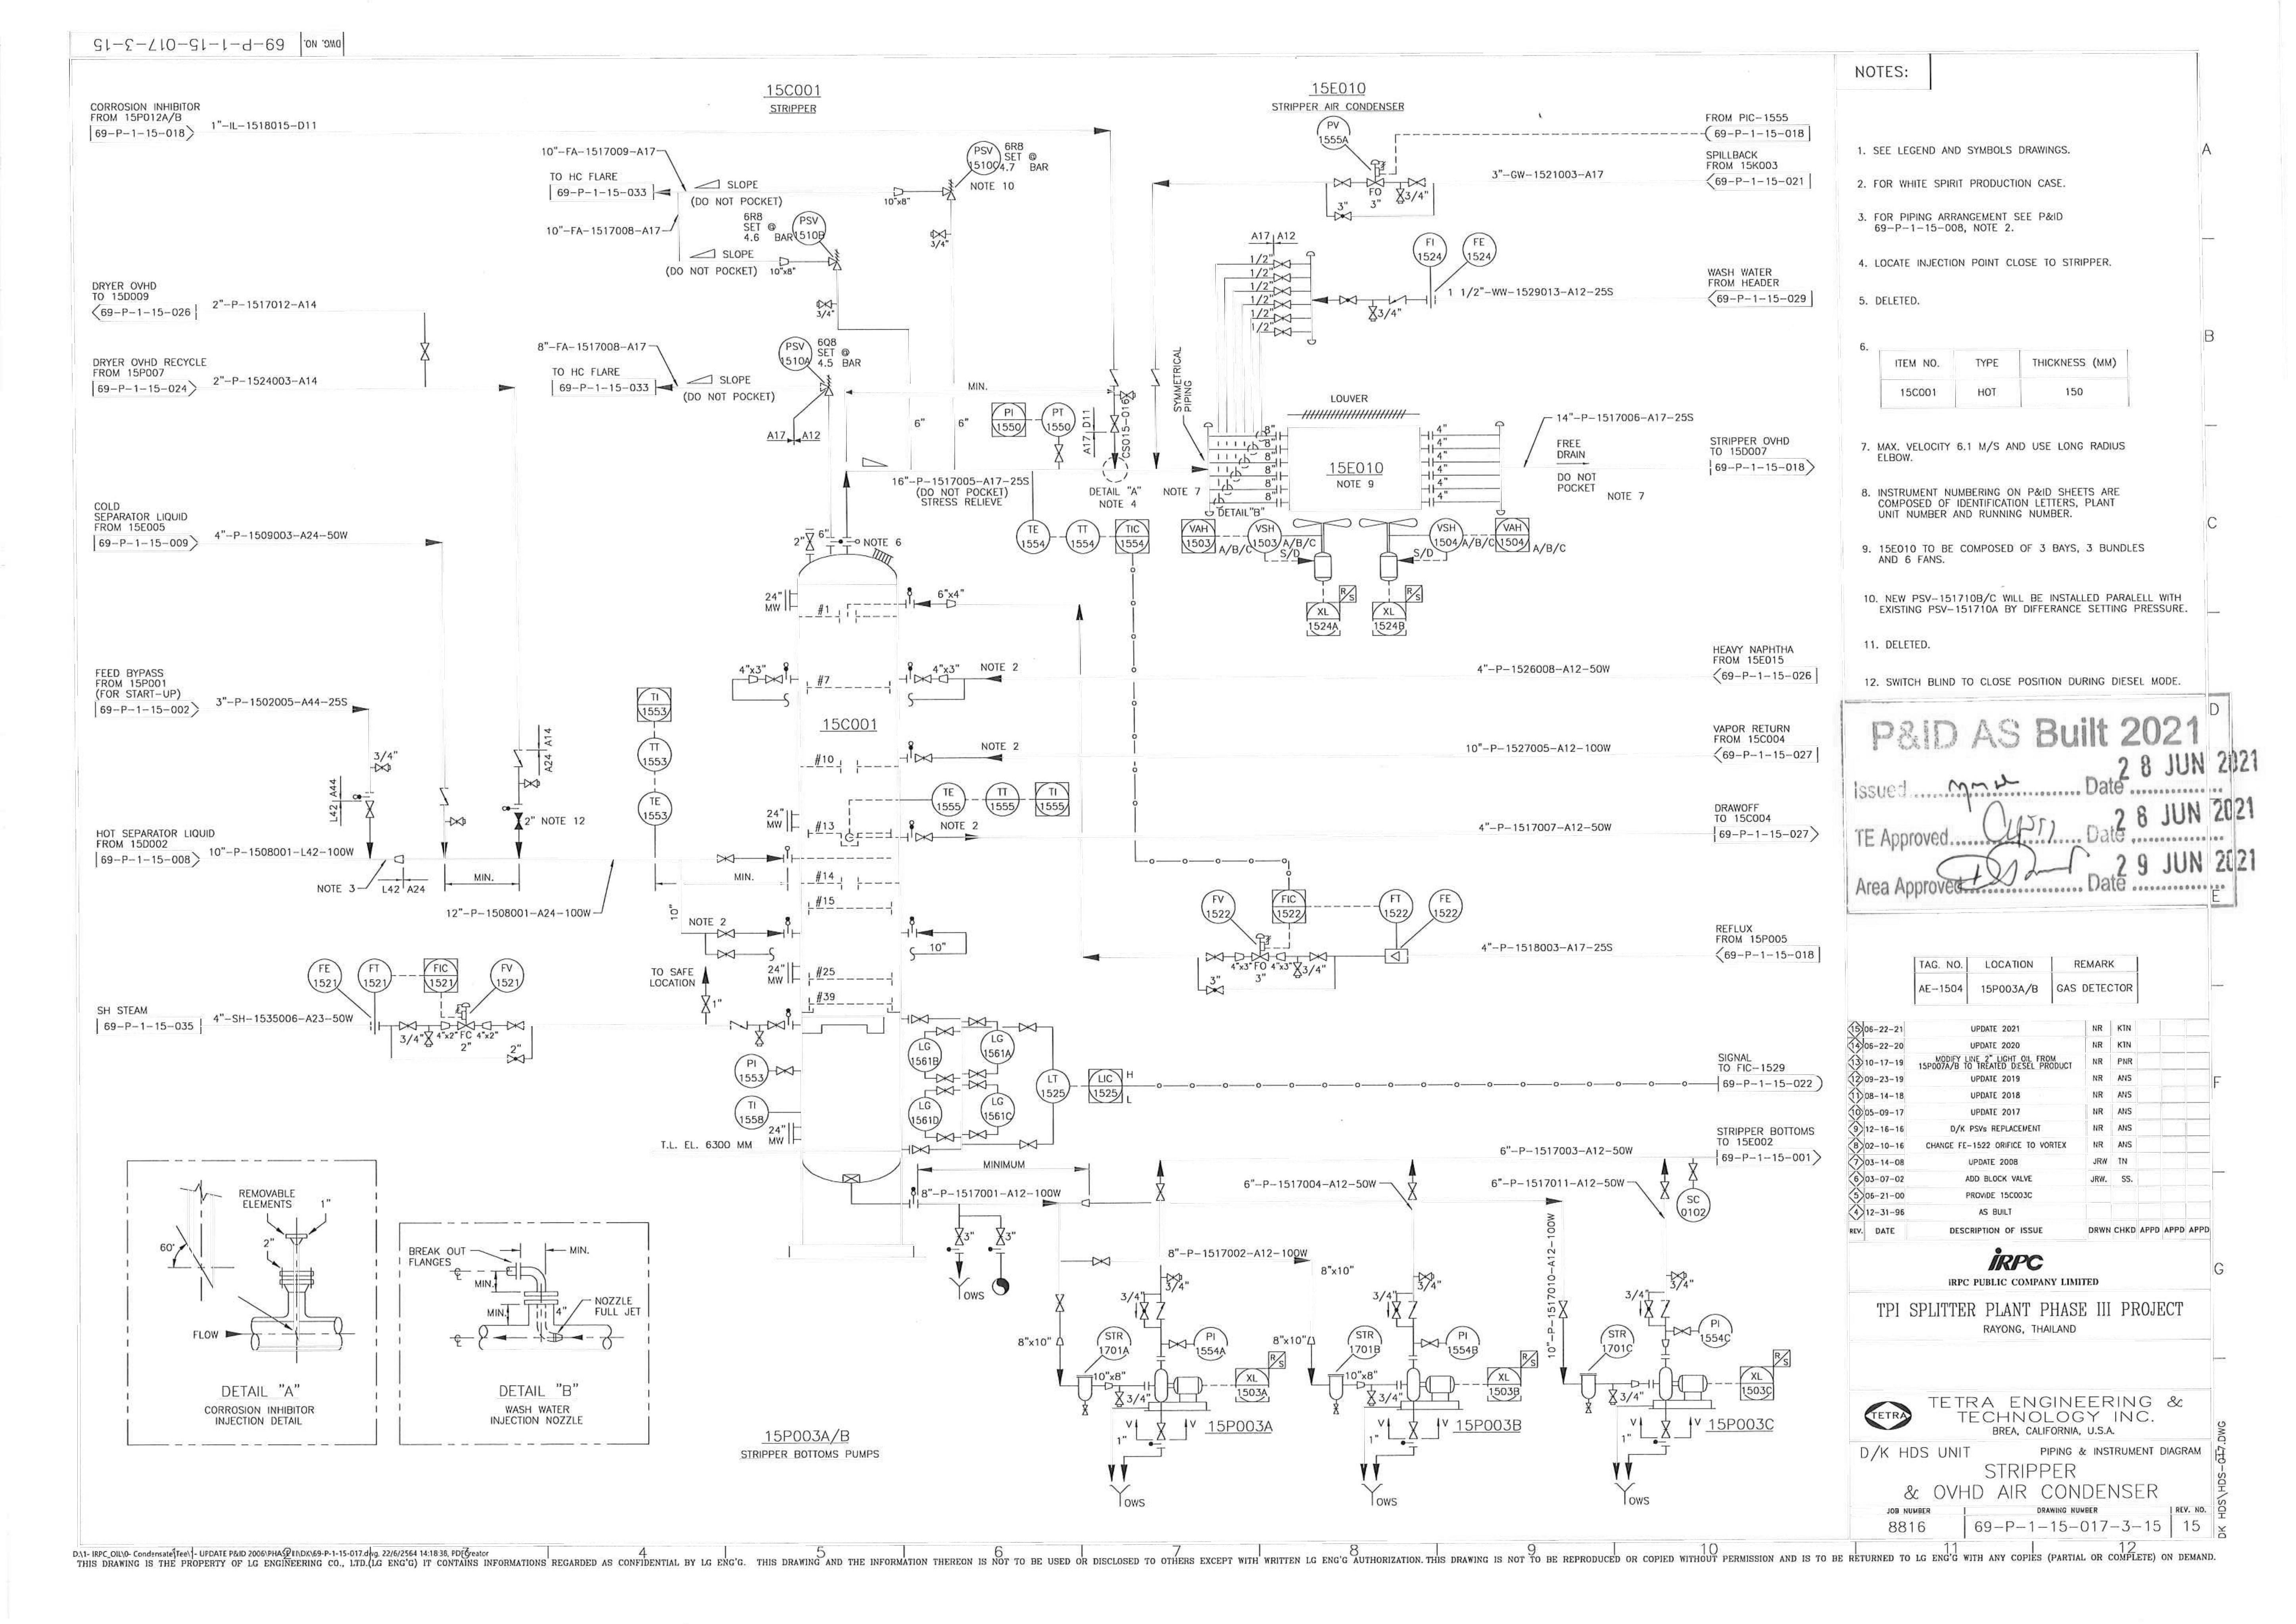 DWG. NO. 69-P-1-15-017-3-15
15C001
STRIPPER
15E010
STRIPPER AIR CONDENSER
CORROSION INHIBITOR
FROM 15P012A/B
69-P-1-15-018
1"-IL-1518015-D11
10"-FA-1517009-A17
TO HC FLARE
69-P-1-15-033
SLOPE
(DO NOT POCKET)
10"x8"
PSV
1510C
6R8
SET @
4.7 BAR
NOTE 10
10"-FA-1517008-A17
6R8
SET @
4.6 BAR
PSV
1510B
SLOPE
(DO NOT POCKET)
10"x8"
3/4"
3/4"
PV
1555A
FO
3"
3/4"
3"
FROM PIC-1555
69-P-1-15-018
SPILLBACK
FROM 15K003
69-P-1-15-021
3"-GW-1521003-A17
A17
A12
1/2"
1/2"
1/2"
1/2"
1/2"
1/2"
FI
1524
FE
1524
3/4"
1 1/2"-WW-1529013-A12-25S
WASH WATER
FROM HEADER
69-P-1-15-029
DRYER OVHD
TO 15D009
69-P-1-15-026
2"-P-1517012-A14
DRYER OVHD RECYCLE
FROM 15P007
69-P-1-15-024
2"-P-1524003-A14
8"-FA-1517008-A17
TO HC FLARE
69-P-1-15-033
SLOPE
(DO NOT POCKET)
PSV
1510A
6Q8
SET @
4.5 BAR
A17
A12
MIN.
6"
6"
PI
1550
PT
1550
A17
D11
CS015-016
SYMMETRICAL
PIPING
LOUVER
8"
8"
8"
8"
8"
8"
15E010
NOTE 9
4"
4"
4"
4"
4"
4"
14"-P-1517006-A17-25S
FREE
DRAIN
DO NOT
POCKET
NOTE 7
STRIPPER OVHD
TO 15D007
69-P-1-15-018
16"-P-1517005-A17-25S
(DO NOT POCKET)
STRESS RELIEVE
DETAIL "A"
NOTE 4
NOTE 7
DETAIL"B"
TE
1554
TT
1554
TIC
1554
VAH
1503
A/B/C
VSH
1503
A/B/C
S/D
VSH
1504
A/B/C
S/D
VAH
1504
A/B/C
XL
1524A
R/S
XL
1524B
R/S
COLD
SEPARATOR LIQUID
FROM 15E005
69-P-1-15-009
4"-P-1509003-A24-50W
2"
6"
NOTE 6
24"
MW
#1
6"x4"
4"x3"
4"x3"
NOTE 2
#7
4"-P-1526008-A12-50W
HEAVY NAPHTHA
FROM 15E015
69-P-1-15-026
FEED BYPASS
FROM 15P001
(FOR START-UP)
69-P-1-15-002
3"-P-1502005-A44-25S
TI
1553
TT
1553
TE
1553
15C001
#10
NOTE 2
10"-P-1527005-A12-100W
VAPOR RETURN
FROM 15C004
69-P-1-15-027
3/4"
L42
A44
A24
A14
2"
NOTE 12
24"
MW
#13
TE
1555
TT
1555
TI
1555
NOTE 2
4"-P-1517007-A12-50W
DRAWOFF
TO 15C004
69-P-1-15-027
HOT SEPARATOR LIQUID
FROM 15D002
69-P-1-15-008
10"-P-1508001-L42-100W
NOTE 3
L42
A24
MIN.
12"-P-1508001-A24-100W
MIN.
10"
NOTE 2
#14
#15
10"
FV
1522
FIC
1522
FT
1522
FE
1522
4"x3"
FO
4"x3"
3"
3/4"
3"
4"-P-1518003-A17-25S
REFLUX
FROM 15P005
69-P-1-15-018
TO SAFE
LOCATION
1"
24"
MW
#25
#39
SH STEAM
69-P-1-15-035
4"-SH-1535006-A23-50W
FE
1521
FT
1521
FIC
1521
FV
1521
3/4"
4"x2"
FC
4"x2"
2"
2"
PI
1553
TI
1558
24"
MW
T.L. EL. 6300 MM
LG
1561B
LG
1561A
LG
1561D
LG
1561C
LT
1525
LIC
1525
H
L
SIGNAL
TO FIC-1529
69-P-1-15-022
STRIPPER BOTTOMS
TO 15E002
69-P-1-15-001
MINIMUM
8"-P-1517001-A12-100W
6"-P-1517003-A12-50W
6"-P-1517004-A12-50W
6"-P-1517011-A12-50W
SC
0102
3"
3"
OWS
8"-P-1517002-A12-100W
8"x10"
10"-P-1517010-A12-100W
8"x10"
STR
1701A
3/4"
3/4"
PI
1554A
10"x8"
3/4"
XL
1503A
R/S
V
V
1"
15P003A
OWS
8"x10"
STR
1701B
3/4"
3/4"
PI
1554B
10"x8"
3/4"
XL
1503B
R/S
V
V
1"
15P003B
OWS
STR
1701C
3/4"
3/4"
PI
1554C
3/4"
XL
1503C
R/S
V
V
1"
15P003C
OWS
15P003A/B
STRIPPER BOTTOMS PUMPS
REMOVABLE
ELEMENTS
1"
2"
60°
FLOW
DETAIL "A"
CORROSION INHIBITOR
INJECTION DETAIL
BREAK OUT
FLANGES
MIN.
MIN.
MIN.
4"
NOZZLE
FULL JET
DETAIL "B"
WASH WATER
INJECTION NOZZLE
NOTES:
1. SEE LEGEND AND SYMBOLS DRAWINGS.
2. FOR WHITE SPIRIT PRODUCTION CASE.
3. FOR PIPING ARRANGEMENT SEE P&ID
69-P-1-15-008, NOTE 2.
4. LOCATE INJECTION POINT CLOSE TO STRIPPER.
5. DELETED.
6.
ITEM NO. TYPE THICKNESS (MM)
15C001 HOT 150
7. MAX. VELOCITY 6.1 M/S AND USE LONG RADIUS
ELBOW.
8. INSTRUMENT NUMBERING ON P&ID SHEETS ARE
COMPOSED OF IDENTIFICATION LETTERS, PLANT
UNIT NUMBER AND RUNNING NUMBER.
9. 15E010 TO BE COMPOSED OF 3 BAYS, 3 BUNDLES
AND 6 FANS.
10. NEW PSV-151710B/C WILL BE INSTALLED PARALELL WITH
EXISTING PSV-151710A BY DIFFERANCE SETTING PRESSURE.
11. DELETED.
12. SWITCH BLIND TO CLOSE POSITION DURING DIESEL MODE.
P&ID AS Built 2021
Issued Date 28 JUN 2021
TE Approved Date 28 JUN 2021
Area Approved Date 29 JUN 2021
TAG. NO. LOCATION REMARK
AE-1504 15P003A/B GAS DETECTOR
15 06-22-21 UPDATE 2021 NR KTN
14 06-22-20 UPDATE 2020 NR KTN
13 10-17-19 MODIFY LINE 2" LIGHT OIL FROM 15P007A/B TO TREATED DIESEL PRODUCT NR PNR
12 09-23-19 UPDATE 2019 NR ANS
11 08-14-18 UPDATE 2018 NR ANS
10 05-09-17 UPDATE 2017 NR ANS
9 12-16-16 D/K PSVs REPLACEMENT NR ANS
8 02-10-16 CHANGE FE-1522 ORIFICE TO VORTEX NR ANS
7 03-14-08 UPDATE 2008 JRW TN
6 03-07-02 ADD BLOCK VALVE JRW. SS.
5 06-21-00 PROVIDE 15C003C
4 12-31-96 AS BUILT
REV. DATE DESCRIPTION OF ISSUE DRWN CHKD APPD APPD APPD
iRPC
iRPC PUBLIC COMPANY LIMITED
TPI SPLITTER PLANT PHASE III PROJECT
RAYONG, THAILAND
TETRA
TETRA ENGINEERING &
TECHNOLOGY INC.
BREA, CALIFORNIA, U.S.A.
D/K HDS UNIT PIPING & INSTRUMENT DIAGRAM
STRIPPER
& OVHD AIR CONDENSER
JOB NUMBER DRAWING NUMBER REV. NO.
8816 69-P-1-15-017-3-15 15
DK HDS\HDS-017.DWG
A
B
C
D
E
F
G
4 5 6 7 8 9 10 11 12
THIS DRAWING IS THE PROPERTY OF LG ENGINEERING CO., LTD.(LG ENG'G) IT CONTAINS INFORMATIONS REGARDED AS CONFIDENTIAL BY LG ENG'G. THIS DRAWING AND THE INFORMATION THEREON IS NOT TO BE USED OR DISCLOSED TO OTHERS EXCEPT WITH WRITTEN LG ENG'G AUTHORIZATION. THIS DRAWING IS NOT TO BE REPRODUCED OR COPIED WITHOUT PERMISSION AND IS TO BE RETURNED TO LG ENG'G WITH ANY COPIES (PARTIAL OR COMPLETE) ON DEMAND.